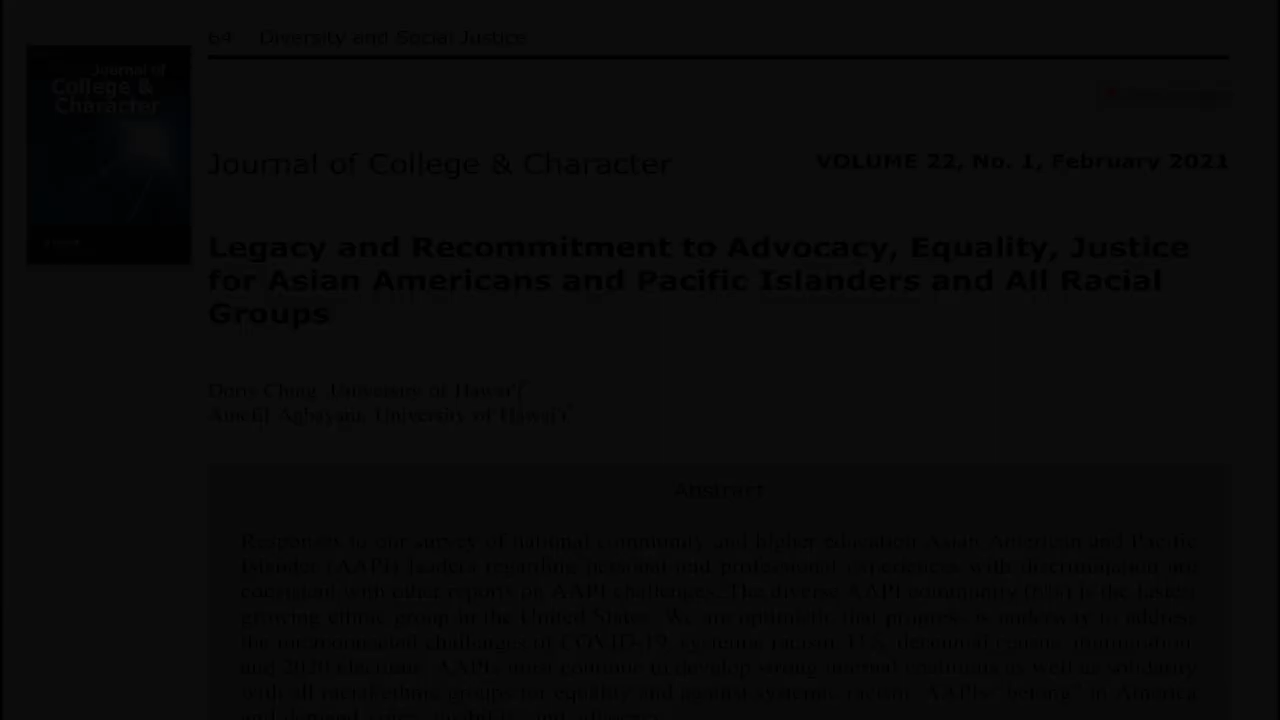 64 Diversity and Social Justice
Journal of
College &
Character
Journal of College & Character
VOLUME 22, No. 1, February 2021
Legacy and Recommitment to Advocacy, Equality, Justice
for Asian Americans and Pacific Islanders and All Racial
Groups
Doris Ching, University of Hawai'i
Amefil Agbayani, University of Hawai'i
Abstract
Responses to our survey of national community and higher education Asian American and Pacific
Islander (AAPI) leaders regarding personal and professional experiences with discrimination are
consistent with other reports on AAPI challenges. The diverse AAPI community (6%) is the fastest
growing ethnic group in the United States. We are optimistic that progress is underway to address
the unprecedented challenges of COVID-19, systemic racism, U.S. detention regime, immigration,
and 2020 elections. AAPIs must continue to develop strong internal coalitions as well as solidarity
with all racial/ethnic groups for equality and against systemic racism. AAPIs "belong" in America